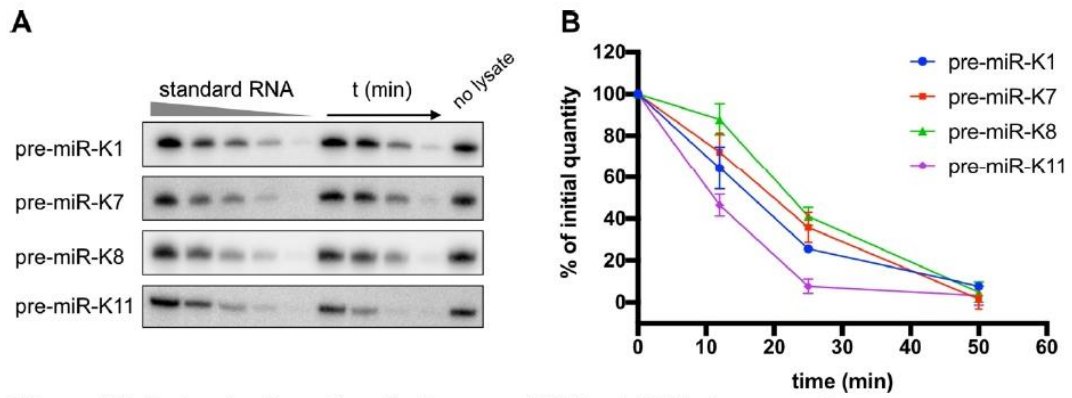 A
standard RNA
t (min)
no lysate
pre-miR-K1
pre-miR-K7
pre-miR-K8
pre-miR-K11
B
120
100
80
60
40
20
0
% of initial quantity
0 10 20 30 40 50 60
time (min)
pre-miR-K1
pre-miR-K7
pre-miR-K8
pre-miR-K11